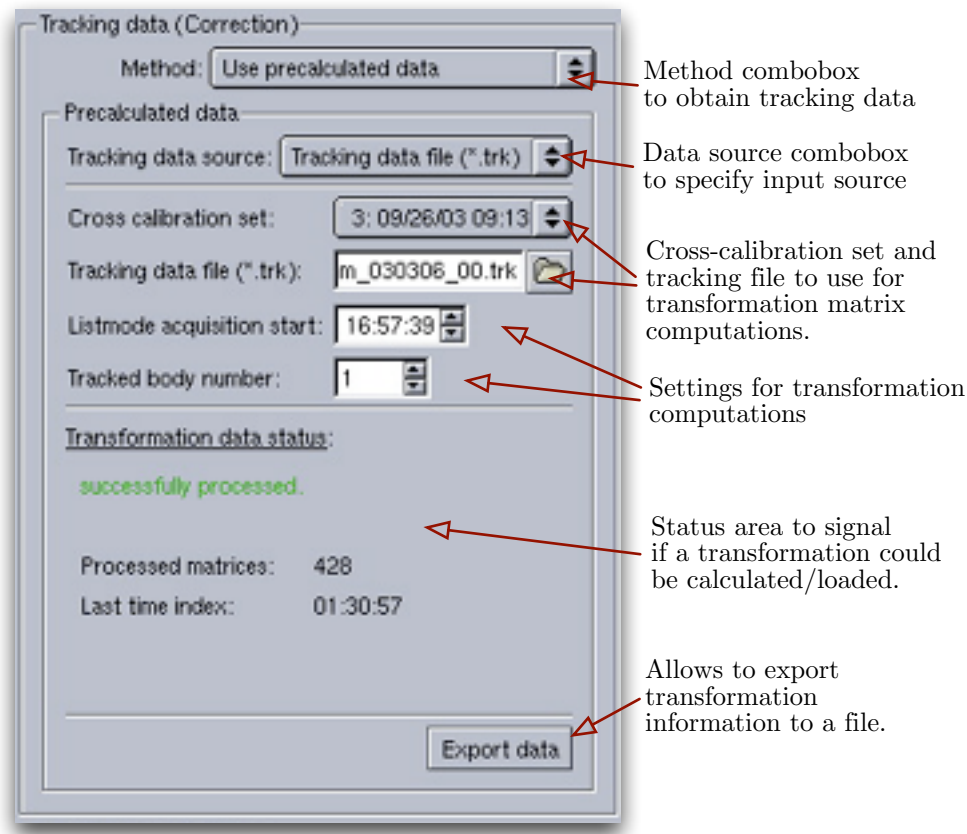 Tracking data (Correction)
Method: Use precalculated data
Method combobox
to obtain tracking data
Precalculated data
Tracking data source: Tracking data file (*.trk)
Data source combobox
to specify input source
Cross calibration set: 3: 09/26/03 09:13
Tracking data file (*.trk): m_030306_00.trk
Cross-calibration set and
tracking file to use for
transformation matrix
computations.
Listmode acquisition start: 16:57:39
Tracked body number: 1
Settings for transformation
computations
Transformation data status:
successfully processed.
Status area to signal
if a transformation could
be calculated/loaded.
Processed matrices: 428
Last time index: 01:30:57
Allows to export
transformation
information to a file.
Export data